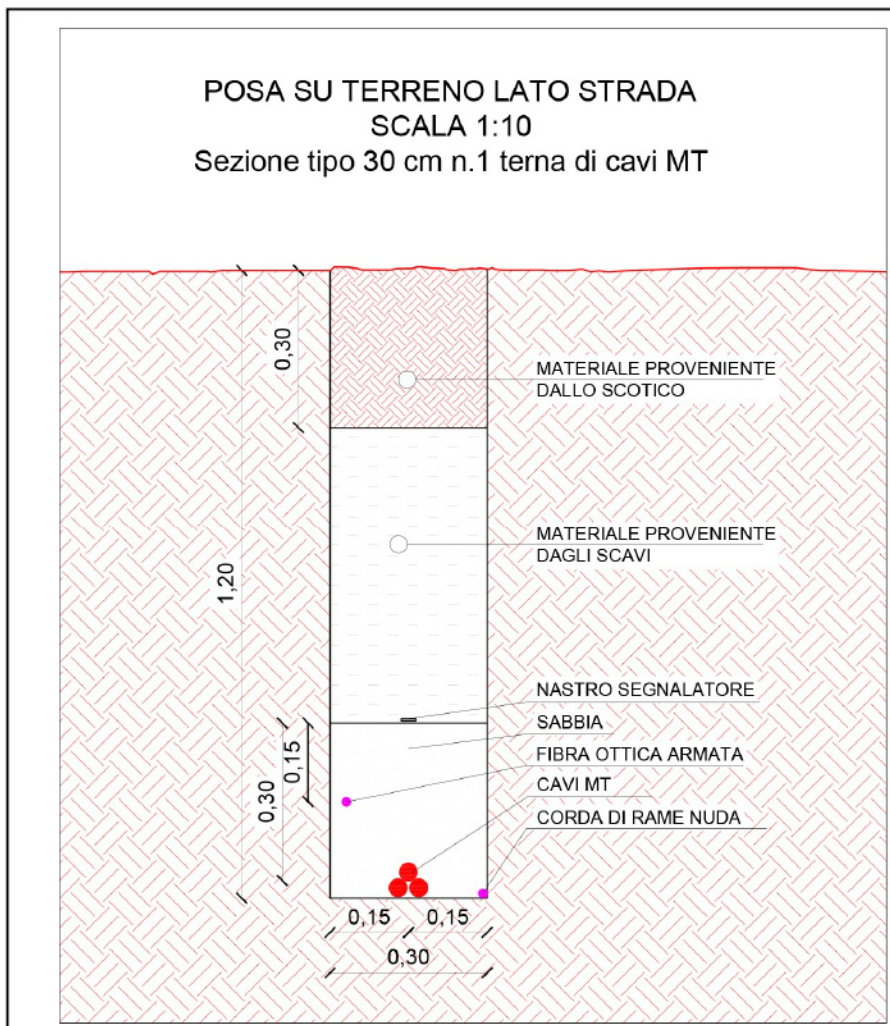 POSA SU TERRENO LATO STRADA
SCALA 1:10
Sezione tipo 30 cm n.1 terna di cavi MT
0,30
MATERIALE PROVENIENTE
DALLO SCOTICO
1,20
MATERIALE PROVENIENTE
DAGLI SCAVI
NASTRO SEGNALATORE
SABBIA
0,15
FIBRA OTTICA ARMATA
0,30
CAVI MT
CORDA DI RAME NUDA
0,15 0,15
0,30